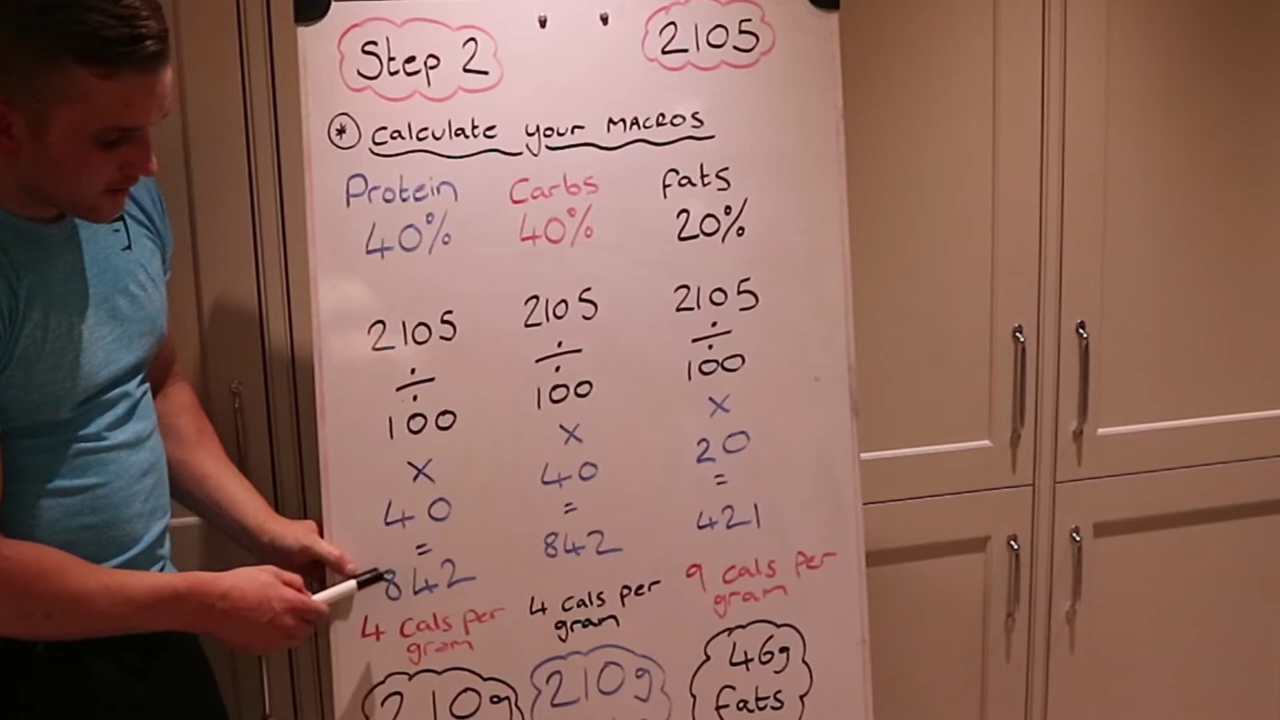 Step 2
2105
* Calculate your MACROS
Protein Carbs fats
40% 40% 20%
2105 2105 2105
÷ ÷ ÷
100 100 100
x x x
40 40 20
= = =
842 842 421
4 cals per gram 4 cals per gram 9 cals per gram
210g 210g 46g
fats